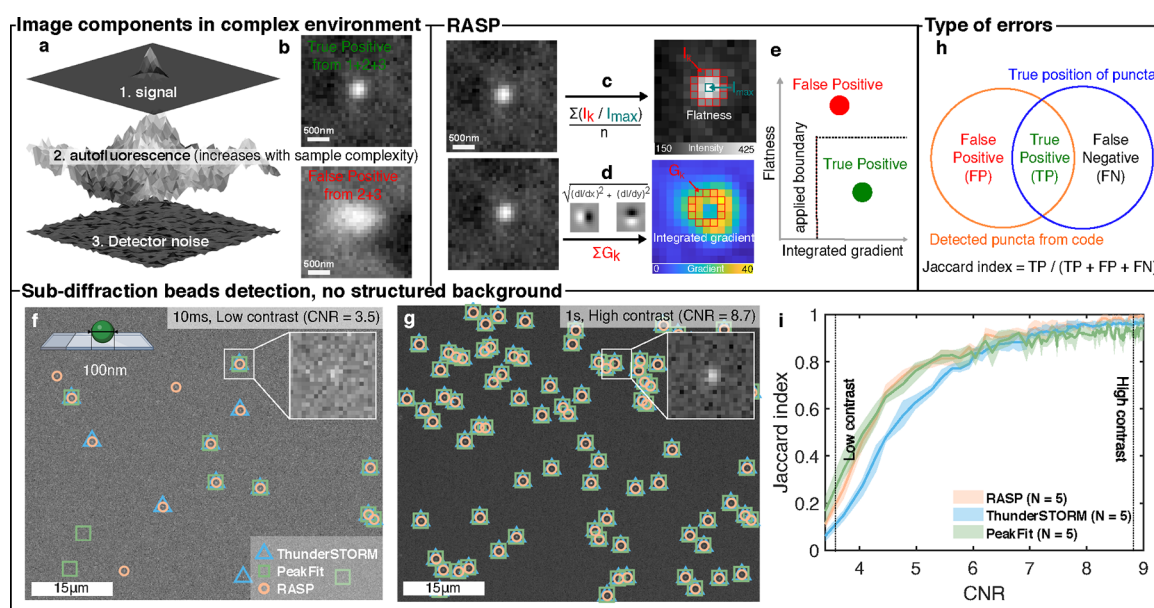 Image components in complex environment
RASP
Type of errors
a
1. signal
2. autofluorescence (increases with sample complexity)
3. Detector noise
b
True Positive
from 1+2+3
500nm
False Positive
from 2+3
500nm
500nm
500nm
c
Σ(Iₖ / Iₘₐₓ)
n
Iₖ
Iₘₐₓ
Flatness
150 Intensity 425
d
√(dI/dx)² + (dI/dy)²
ΣGₖ
Gₖ
Integrated gradient
0 Gradient 40
e
Flatness
False Positive
applied boundary
True Positive
Integrated gradient
h
True position of puncta
False
Positive
(FP)
True
Positive
(TP)
False
Negative
(FN)
Detected puncta from code
Jaccard index = TP / (TP + FP + FN)
Sub-diffraction beads detection, no structured background
f
10ms, Low contrast (CNR = 3.5)
100nm
ThunderSTORM
PeakFit
RASP
15μm
g
1s, High contrast (CNR = 8.7)
15μm
i
Jaccard index
1
0.8
0.6
0.4
0.2
0
Low contrast
High contrast
RASP (N = 5)
ThunderSTORM (N = 5)
PeakFit (N = 5)
4 5 6 7 8 9
CNR